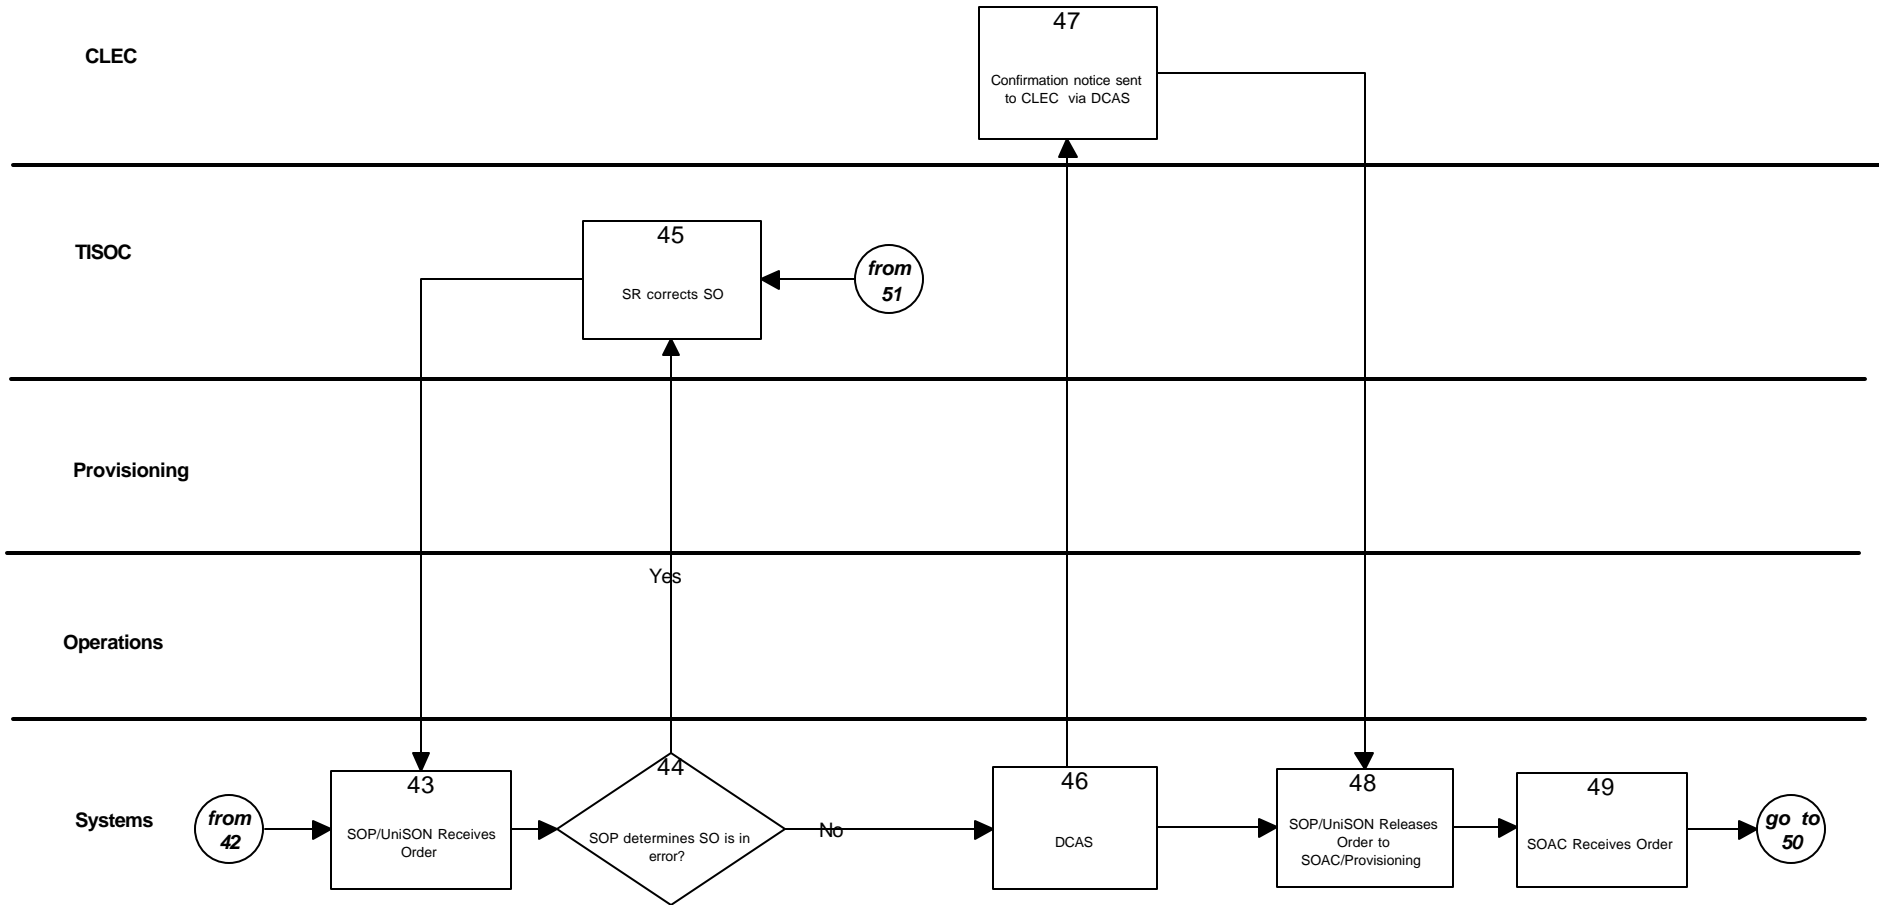 47
Confirmation notice sent
to CLEC via DCAS
CLEC
TISOC
45
SR corrects SO
from
51
Provisioning
Yes
Operations
Systems
from
42
43
SOP/UniSON Receives
Order
44
SOP determines SO is in
error?
No
46
DCAS
48
SOP/UniSON Releases
Order to
SOAC/Provisioning
49
SOAC Receives Order
go to
50